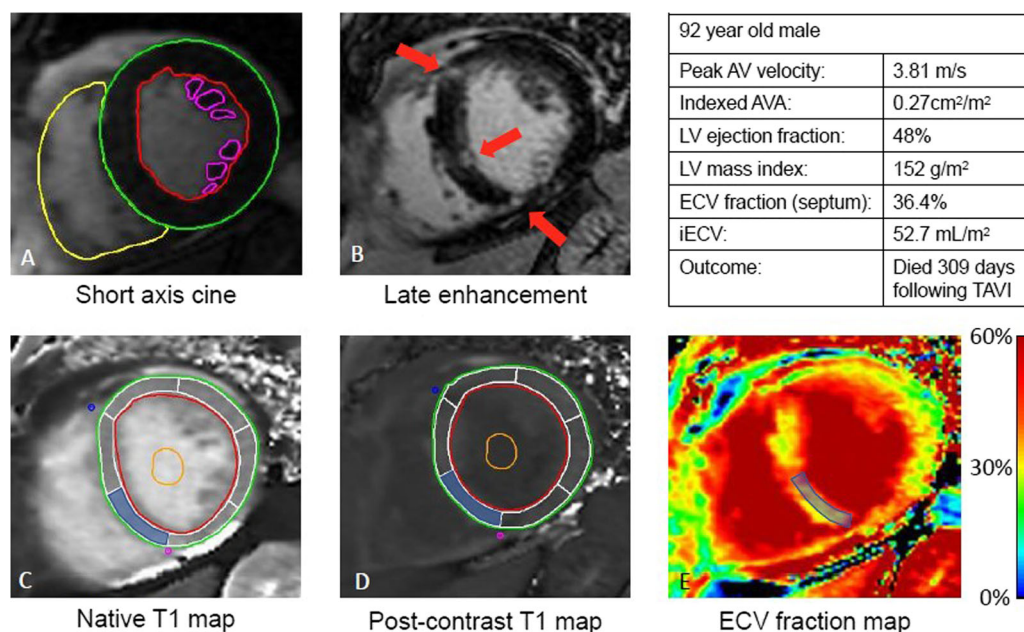 A
Short axis cine
B
Late enhancement
92 year old male
Peak AV velocity: 3.81 m/s
Indexed AVA: 0.27cm²/m²
LV ejection fraction: 48%
LV mass index: 152 g/m²
ECV fraction (septum): 36.4%
iECV: 52.7 mL/m²
Outcome: Died 309 days
following TAVI
C
Native T1 map
D
Post-contrast T1 map
E
ECV fraction map
60%
30%
0%